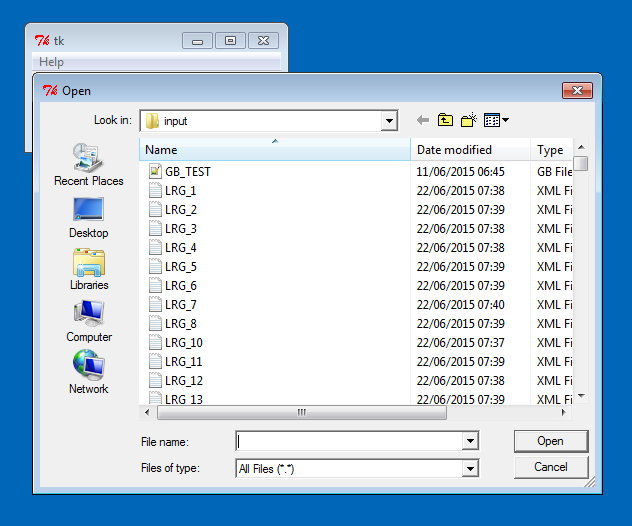 Tk tk
Help
Tk Open
Look in: input
Name Date modified Type
GB_TEST 11/06/2015 06:45 GB File
LRG_1 22/06/2015 07:38 XML Fi
LRG_2 22/06/2015 07:39 XML Fi
LRG_3 22/06/2015 07:38 XML Fi
LRG_4 22/06/2015 07:38 XML Fi
LRG_5 22/06/2015 07:39 XML Fi
LRG_6 22/06/2015 07:39 XML Fi
LRG_7 22/06/2015 07:40 XML Fi
LRG_8 22/06/2015 07:39 XML Fi
LRG_10 22/06/2015 07:37 XML Fi
LRG_11 22/06/2015 07:39 XML Fi
LRG_12 22/06/2015 07:38 XML Fi
LRG_13 22/06/2015 07:39 XML Fi
Recent Places
Desktop
Libraries
Computer
Network
File name: Open
Files of type: All Files (*.*) Cancel